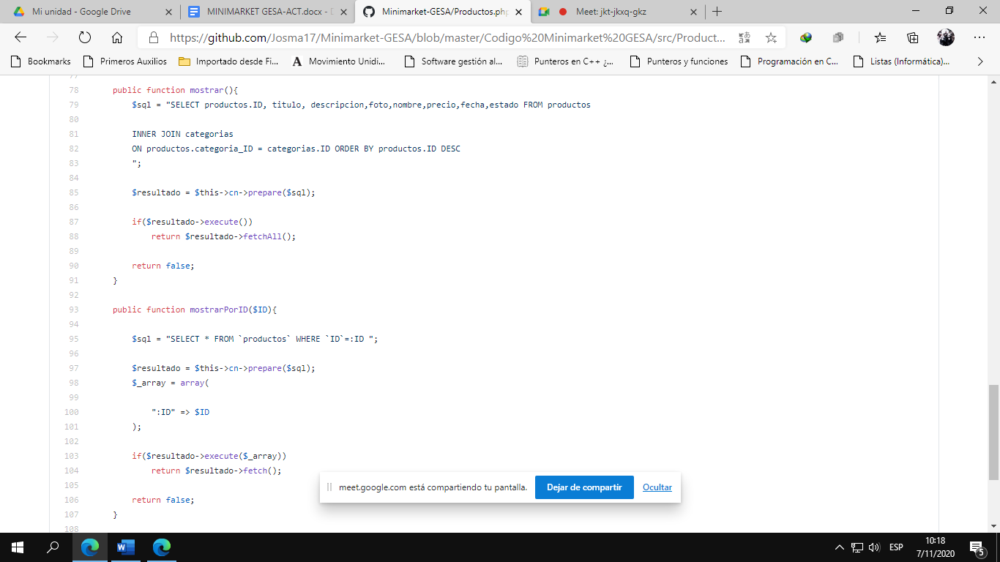 Mi unidad - Google Drive
MINIMARKET GESA-ACT.docx - D
Minimarket-GESA/Productos.php
Meet: jkt-jkxq-gkz
https://github.com/Josma17/Minimarket-GESA/blob/master/Codigo%20Minimarket%20GESA/src/Product...
Bookmarks
Primeros Auxilios
Importado desde Fi...
A Movimiento Unidi...
Software gestión al...
Punteros en C++ ¿...
Punteros y funciones
Programación en C...
Listas (Informática)...
77
78 public function mostrar(){
79 $sql = "SELECT productos.ID, titulo, descripcion,foto,nombre,precio,fecha,estado FROM productos
80
81 INNER JOIN categorias
82 ON productos.categoria_ID = categorias.ID ORDER BY productos.ID DESC
83 ";
84
85 $resultado = $this->cn->prepare($sql);
86
87 if($resultado->execute())
88 return $resultado->fetchAll();
89
90 return false;
91 }
92
93 public function mostrarPorID($ID){
94
95 $sql = "SELECT * FROM `productos` WHERE `ID`=:ID ";
96
97 $resultado = $this->cn->prepare($sql);
98 $_array = array(
99
100 ":ID" => $ID
101 );
102
103 if($resultado->execute($_array))
104 return $resultado->fetch();
105
106 return false;
107 }
108
meet.google.com está compartiendo tu pantalla.
Dejar de compartir
Ocultar
ESP
10:18
7/11/2020
5